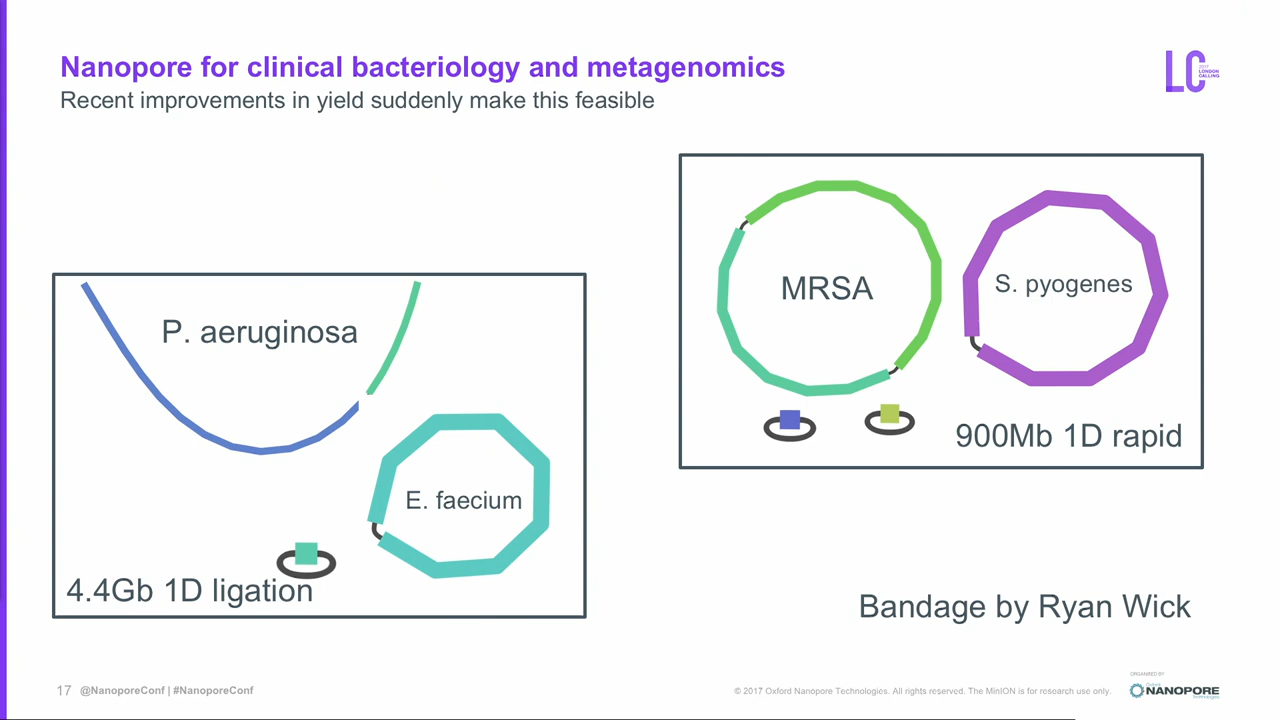 Nanopore for clinical bacteriology and metagenomics
Recent improvements in yield suddenly make this feasible
LC
2017
LONDON
CALLING
P. aeruginosa
E. faecium
4.4Gb 1D ligation
MRSA
S. pyogenes
900Mb 1D rapid
Bandage by Ryan Wick
17 @NanoporeConf | #NanoporeConf
© 2017 Oxford Nanopore Technologies. All rights reserved. The MinION is for research use only.
ORGANISED BY
Oxford
NANOPORE
Technologies